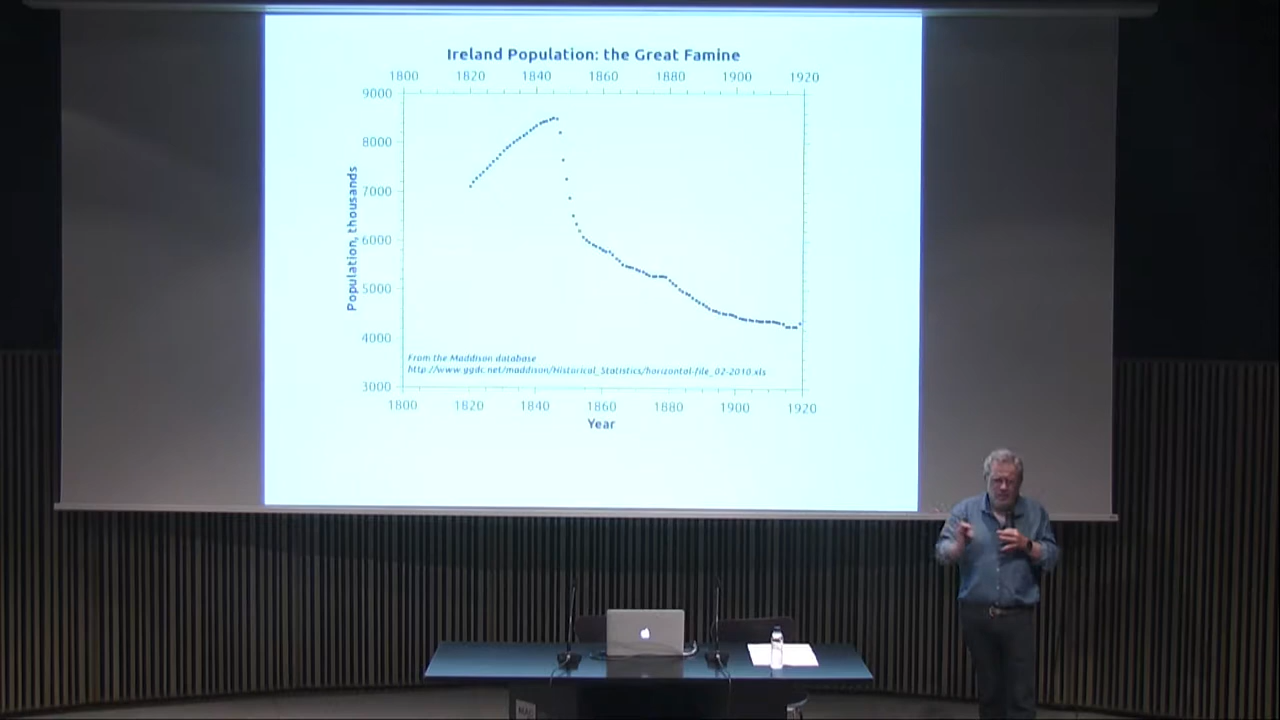 Ireland Population: the Great Famine
1800 1820 1840 1860 1880 1900 1920
9000
8000
7000
6000
5000
4000
3000
Population, thousands
From the Maddison database
http://www.ggdc.net/maddison/Historical_Statistics/horizontal-file_02-2010.xls
1800 1820 1840 1860 1880 1900 1920
Year